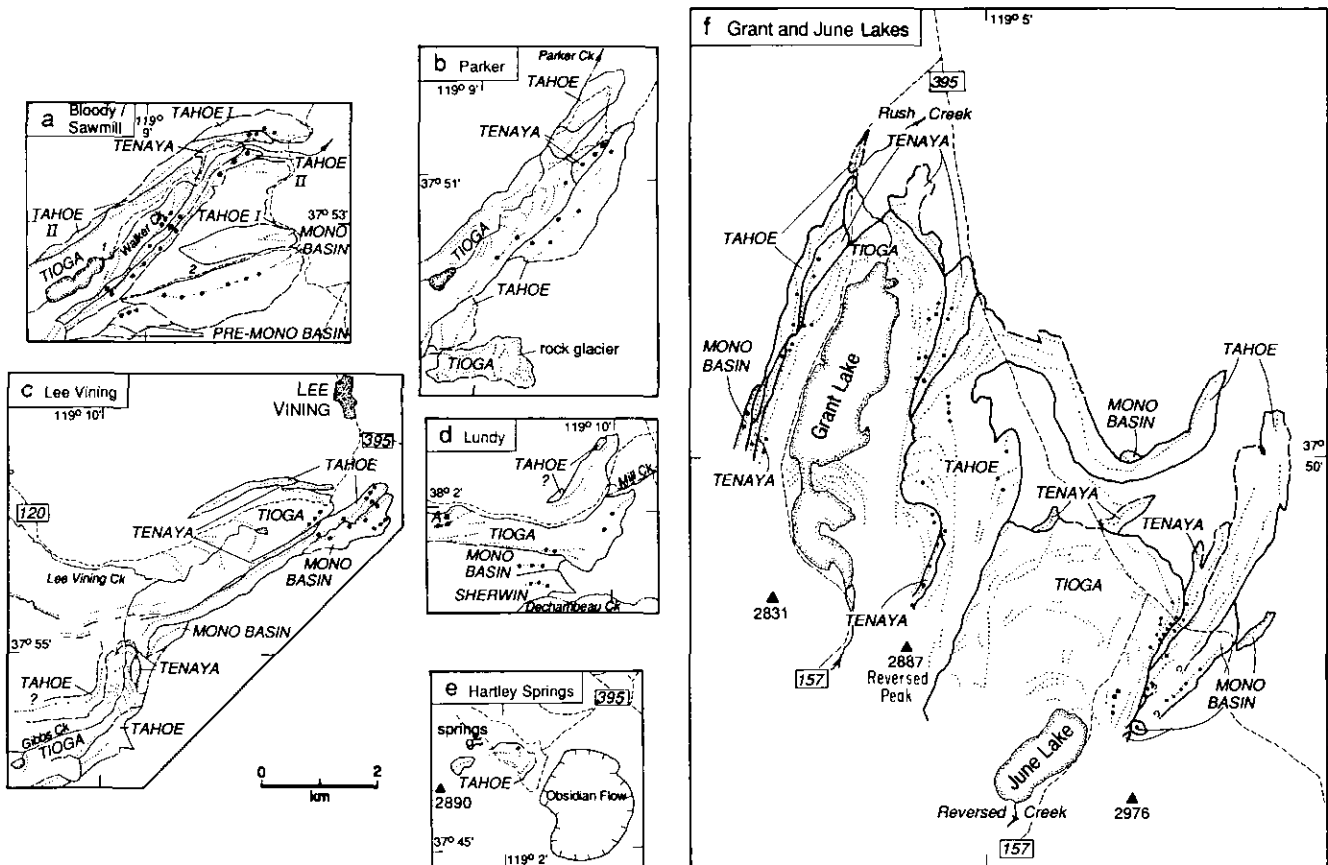 a Bloody / Sawmill
119° 9'
TAHOE I
TENAYA
TAHOE II
TAHOE I
37° 53'
TAHOE II
MONO BASIN
Walker Ck
1
TIOGA
2
PRE-MONO BASIN
b Parker
Parker Ck
119° 9'
TAHOE
TENAYA
37° 51'
TIOGA
TAHOE
rock glacier
TIOGA
c Lee Vining
119° 10'
LEE VINING
395
TAHOE
120
TIOGA
TENAYA
Lee Vining Ck
MONO BASIN
MONO BASIN
37° 55'
TENAYA
TAHOE ?
Gibbs Ck
TIOGA
TAHOE
0 1 2
km
d Lundy
119° 10'
TAHOE ?
Mill Ck
38° 2'
A
TIOGA
MONO BASIN
SHERWIN
Dechambeau Ck
e Hartley Springs
395
springs
TAHOE
Obsidian Flow
2890
37° 45'
119° 2'
f Grant and June Lakes
119° 5'
395
Rush Creek
TENAYA
TAHOE
TIOGA
MONO BASIN
Grant Lake
TAHOE
MONO BASIN
37° 50'
TENAYA
TAHOE
TENAYA
TENAYA
TIOGA
2831
TENAYA
2887
Reversed Peak
157
?
?
MONO BASIN
June Lake
2976
Reversed Creek
157